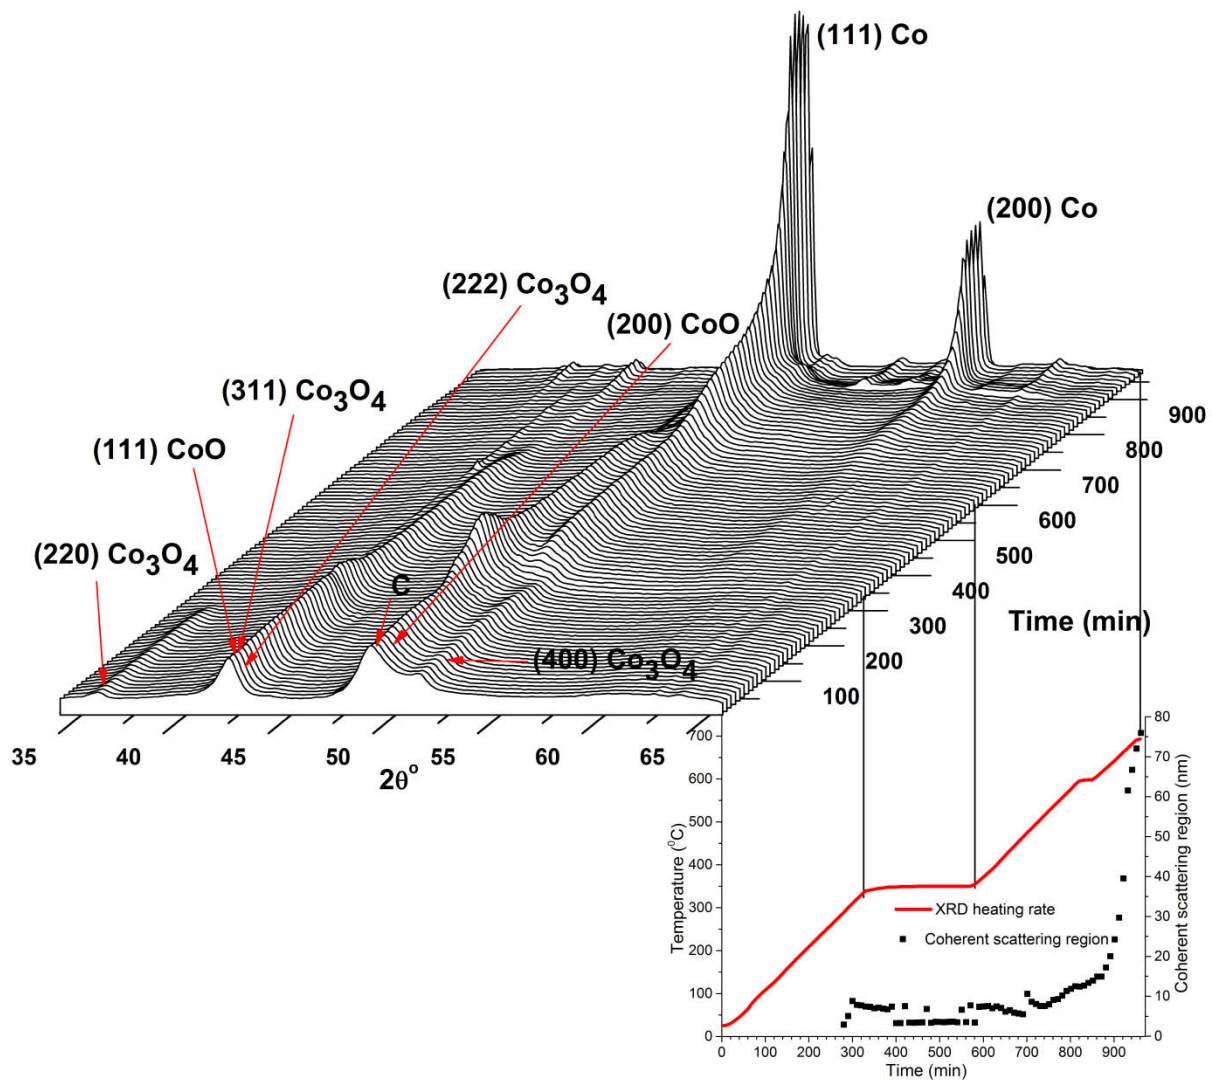 (111) Co
(200) Co
(222) Co3O4
(200) CoO
(311) Co3O4
(111) CoO
(220) Co3O4
C
(400) Co3O4
900
800
700
600
500
400
300
200
100
Time (min)
35 40 45 50 55 60 65
2θ°
700
600
500
400
300
200
100
0
Temperature (⁰C)
80
70
60
50
40
30
20
10
0
Coherent scattering region (nm)
XRD heating rate
Coherent scattering region
0 100 200 300 400 500 600 700 800 900
Time (min)